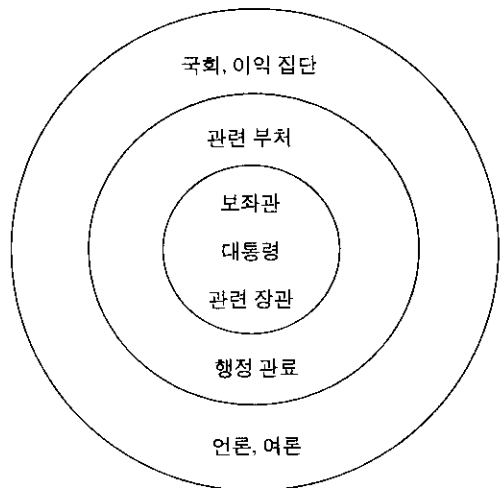 국회, 이익 집단
관련 부처
보좌관
대통령
관련 장관
행정 관료
언론, 여론